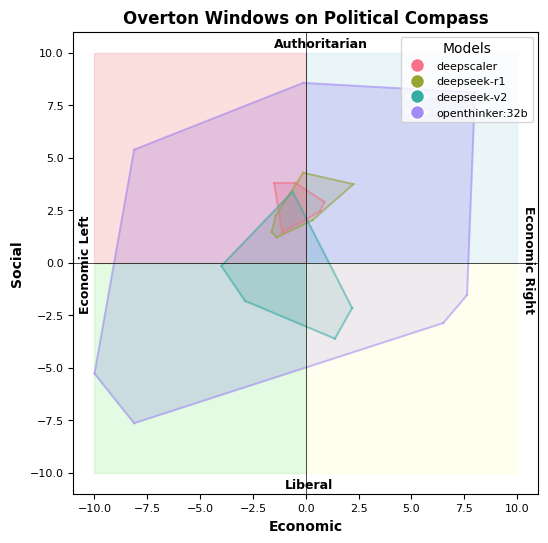 Overton Windows on Political Compass
Authoritarian
Models
deepscaler
deepseek-r1
deepseek-v2
openthinker:32b
10.0
7.5
5.0
2.5
0.0
−2.5
−5.0
−7.5
−10.0
Social
Economic Left
Economic Right
Liberal
−10.0 −7.5 −5.0 −2.5 0.0 2.5 5.0 7.5 10.0
Economic